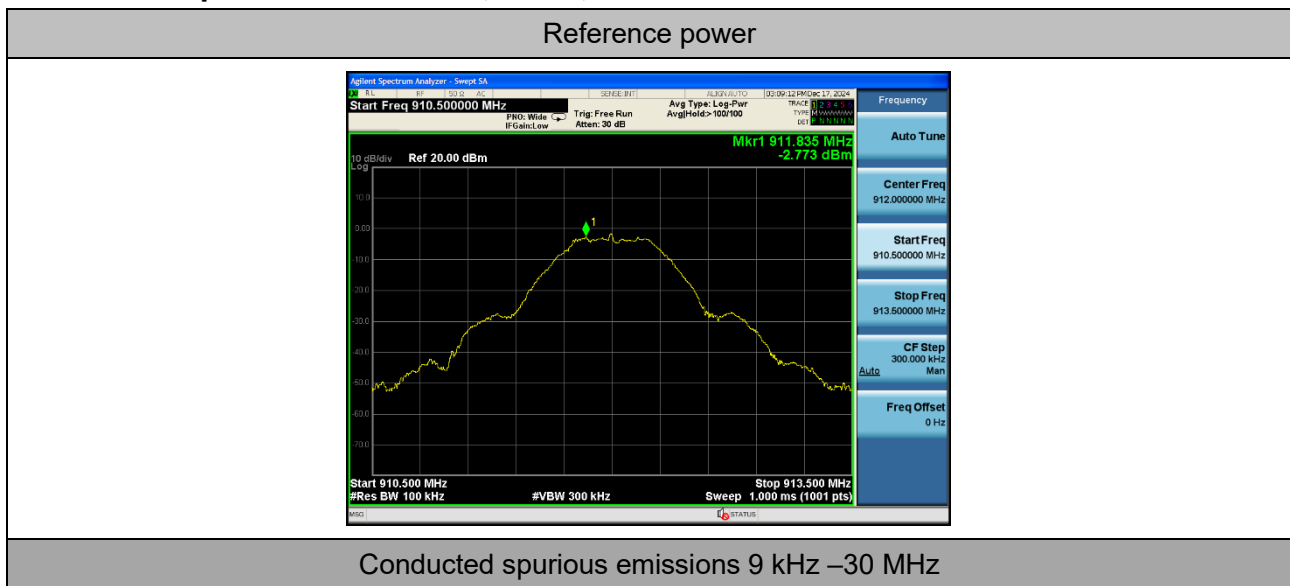 Reference power
Agilent Spectrum Analyzer - Swept SA
RL RF 50 Ω AC SENSE:INT ALIGN AUTO 03:09:12 PM Dec 17, 2024
Start Freq 910.500000 MHz
PNO: Wide
IFGain:Low
Trig: Free Run
Atten: 30 dB
Avg Type: Log-Pwr
Avg|Hold:> 100/100
TRACE 1 2 3 4 5 6
TYPE M
DET P N N N N N
Mkr1 911.835 MHz
-2.773 dBm
10 dB/div Ref 20.00 dBm
Log
10.0
0.00
-10.0
-20.0
-30.0
-40.0
-50.0
-60.0
-70.0
1
Start 910.500 MHz Stop 913.500 MHz
#Res BW 100 kHz #VBW 300 kHz Sweep 1.000 ms (1001 pts)
MSG STATUS
Frequency
Auto Tune
Center Freq
912.000000 MHz
Start Freq
910.500000 MHz
Stop Freq
913.500000 MHz
CF Step
300.000 kHz
Auto Man
Freq Offset
0 Hz
Conducted spurious emissions 9 kHz –30 MHz